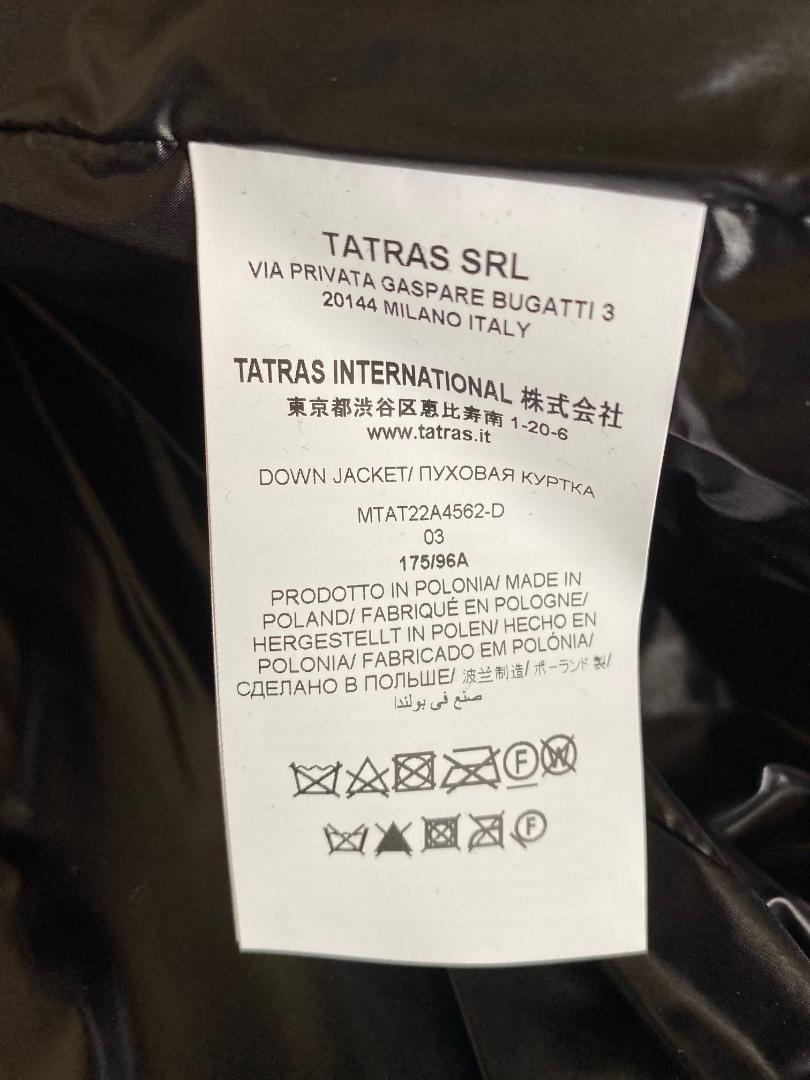 TATRAS SRL
VIA PRIVATA GASPARE BUGATTI 3
20144 MILANO ITALY
TATRAS INTERNATIONAL 株式会社
東京都渋谷区恵比寿南 1-20-6
www.tatras.it
DOWN JACKET/ ПУХОВАЯ КУРТКА
MTAT22A4562-D
03
175/96A
PRODOTTO IN POLONIA/ MADE IN
POLAND/ FABRIQUÉ EN POLOGNE/
HERGESTELLT IN POLEN/ HECHO EN
POLONIA/ FABRICADO EM POLÓNIA/
СДЕЛАНО В ПОЛЬШЕ/ 波兰制造/ ポーランド 製/
صنع في بولندا
F W
F